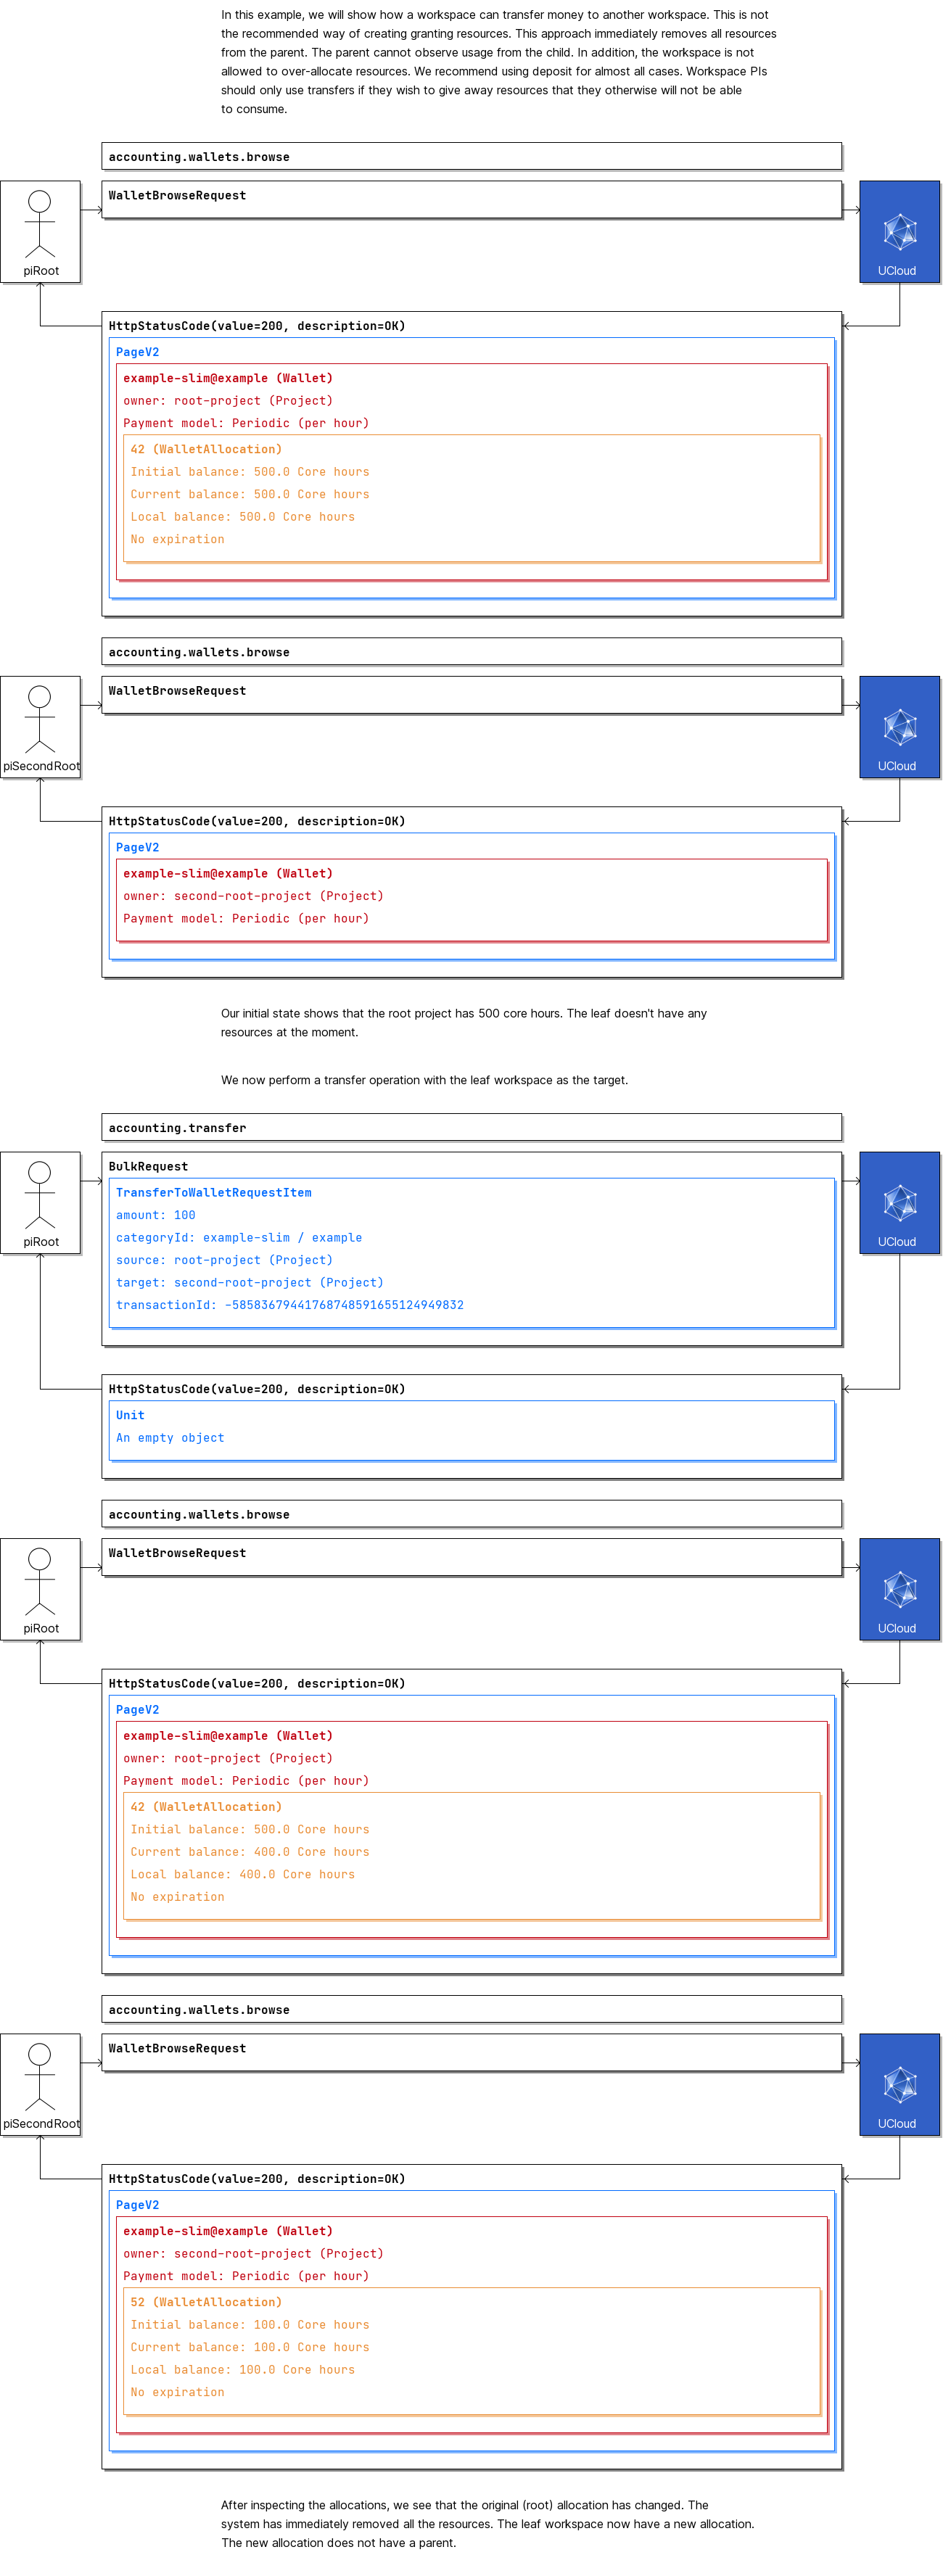 In this example, we will show how a workspace can transfer money to another workspace. This is not
the recommended way of creating granting resources. This approach immediately removes all resources
from the parent. The parent cannot observe usage from the child. In addition, the workspace is not
allowed to over-allocate resources. We recommend using deposit for almost all cases. Workspace PIs
should only use transfers if they wish to give away resources that they otherwise will not be able
to consume.
accounting.wallets.browse
WalletBrowseRequest
piRoot
UCloud
HttpStatusCode(value=200, description=OK)
PageV2
example-slim@example (Wallet)
owner: root-project (Project)
Payment model: Periodic (per hour)
42 (WalletAllocation)
Initial balance: 500.0 Core hours
Current balance: 500.0 Core hours
Local balance: 500.0 Core hours
No expiration
accounting.wallets.browse
WalletBrowseRequest
piSecondRoot
UCloud
HttpStatusCode(value=200, description=OK)
PageV2
example-slim@example (Wallet)
owner: second-root-project (Project)
Payment model: Periodic (per hour)
Our initial state shows that the root project has 500 core hours. The leaf doesn't have any
resources at the moment.
We now perform a transfer operation with the leaf workspace as the target.
accounting.transfer
BulkRequest
TransferToWalletRequestItem
amount: 100
categoryId: example-slim / example
source: root-project (Project)
target: second-root-project (Project)
transactionId: -58583679441768748591655124949832
piRoot
UCloud
HttpStatusCode(value=200, description=OK)
Unit
An empty object
accounting.wallets.browse
WalletBrowseRequest
piRoot
UCloud
HttpStatusCode(value=200, description=OK)
PageV2
example-slim@example (Wallet)
owner: root-project (Project)
Payment model: Periodic (per hour)
42 (WalletAllocation)
Initial balance: 500.0 Core hours
Current balance: 400.0 Core hours
Local balance: 400.0 Core hours
No expiration
accounting.wallets.browse
WalletBrowseRequest
piSecondRoot
UCloud
HttpStatusCode(value=200, description=OK)
PageV2
example-slim@example (Wallet)
owner: second-root-project (Project)
Payment model: Periodic (per hour)
52 (WalletAllocation)
Initial balance: 100.0 Core hours
Current balance: 100.0 Core hours
Local balance: 100.0 Core hours
No expiration
After inspecting the allocations, we see that the original (root) allocation has changed. The
system has immediately removed all the resources. The leaf workspace now have a new allocation.
The new allocation does not have a parent.